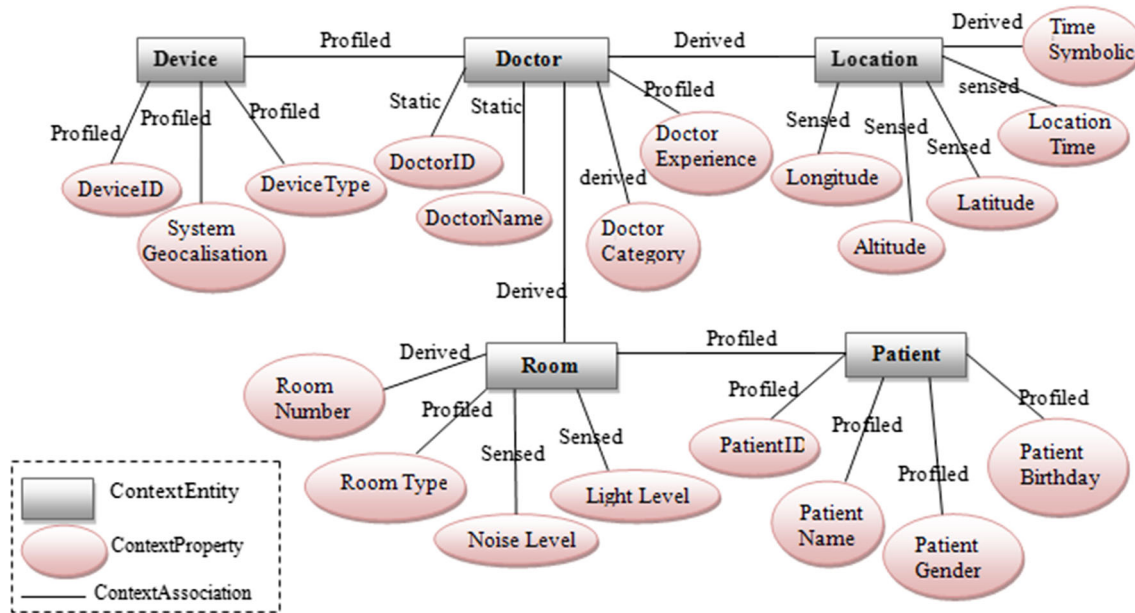 Derived
Time
Symbolic
Profiled
Derived
Device
Doctor
Location
Profiled
sensed
Static
Static
Profiled
Profiled
Profiled
Sensed
Sensed
Sensed
Location
Time
Doctor
Experience
DoctorID
derived
DeviceID
DeviceType
Longitude
Latitude
DoctorName
System
Geocalisation
Doctor
Category
Altitude
Derived
Profiled
Derived
Room
Patient
Room
Number
Profiled
Profiled
Profiled
Sensed
Sensed
Profiled
PatientID
Profiled
Patient
Birthday
Room Type
Light Level
Noise Level
Patient
Name
Patient
Gender
ContextEntity
ContextProperty
ContextAssociation